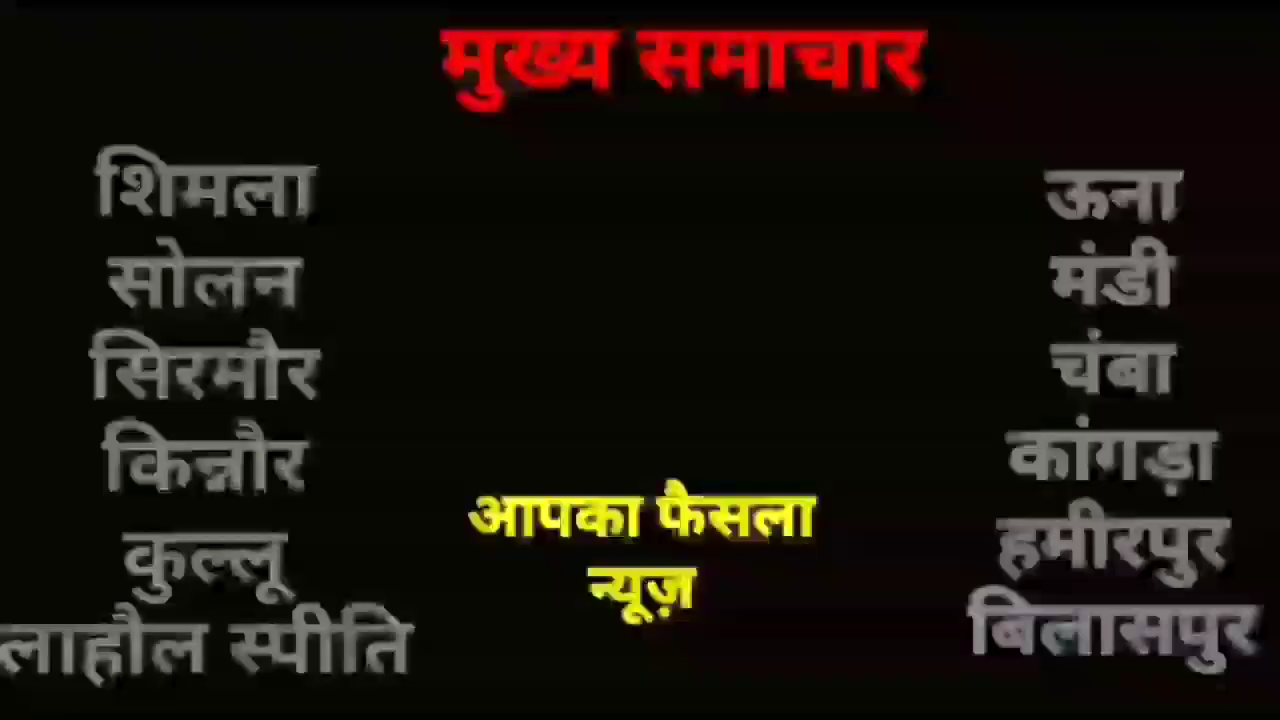 मुख्य समाचार
शिमला
सोलन
सिरमौर
किन्नौर
कुल्लू
लाहौल स्पीति
ऊना
मंडी
चंबा
कांगड़ा
हमीरपुर
बिलासपुर
आपका फैसला
न्यूज़